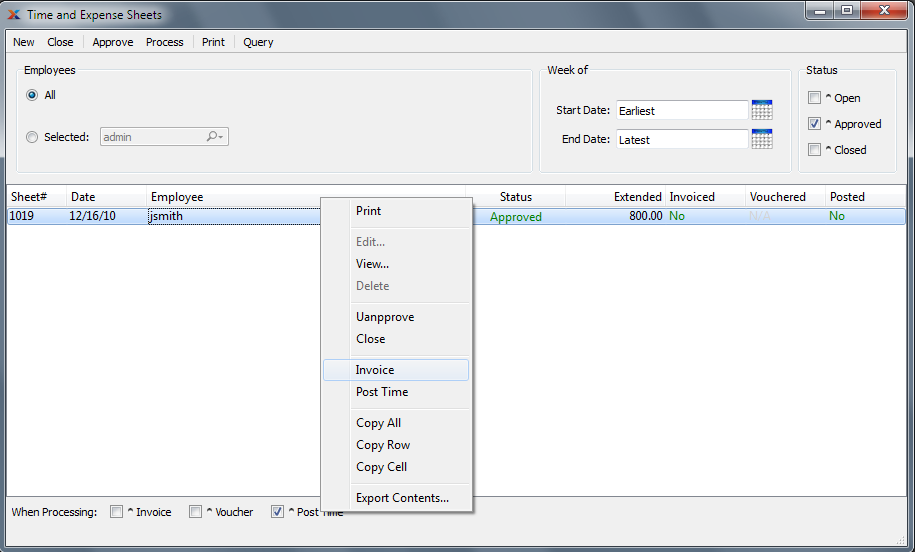 Time and Expense Sheets
New Close Approve Process Print Query
Employees Week of Status
All
Start Date: Earliest
^ Open
Selected: admin
End Date: Latest
^ Approved
^ Closed
Sheet# Date Employee Status Extended Invoiced Vouchered Posted
1019 12/16/10 jsmith Approved 800.00 No N/A No
Print
Edit...
View...
Delete
Uanpprove
Close
Invoice
Post Time
Copy All
Copy Row
Copy Cell
Export Contents...
When Processing: ^ Invoice ^ Voucher ^ Post Time